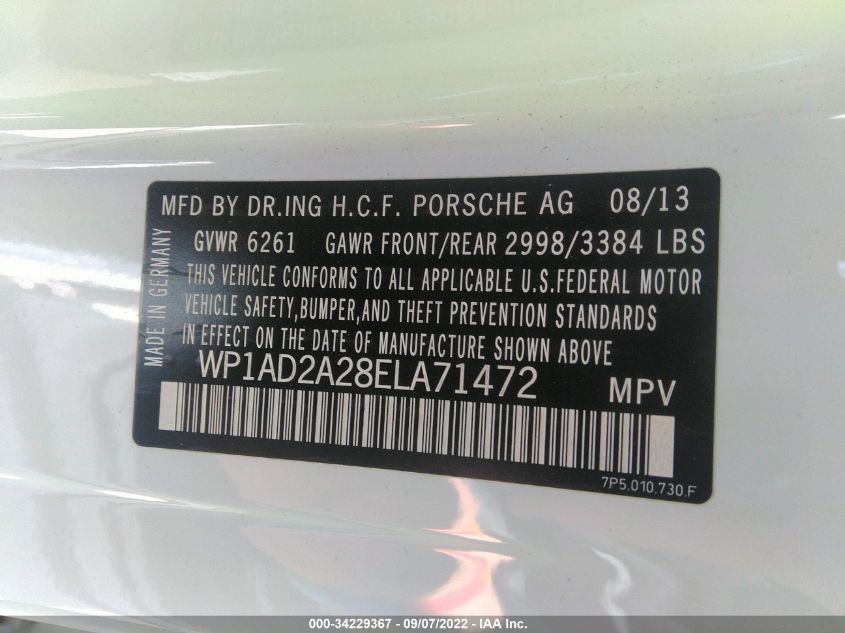 MFD BY DR.ING H.C.F. PORSCHE AG 08/13
GVWR 6261 GAWR FRONT/REAR 2998/3384 LBS
THIS VEHICLE CONFORMS TO ALL APPLICABLE U.S.FEDERAL MOTOR
VEHICLE SAFETY,BUMPER,AND THEFT PREVENTION STANDARDS
IN EFFECT ON THE DATE OF MANUFACTURE SHOWN ABOVE.
MADE IN GERMANY
WP1AD2A28ELA71472 MPV
7P5.010.730.F
000-34229367 - 09/07/2022 - IAA Inc.